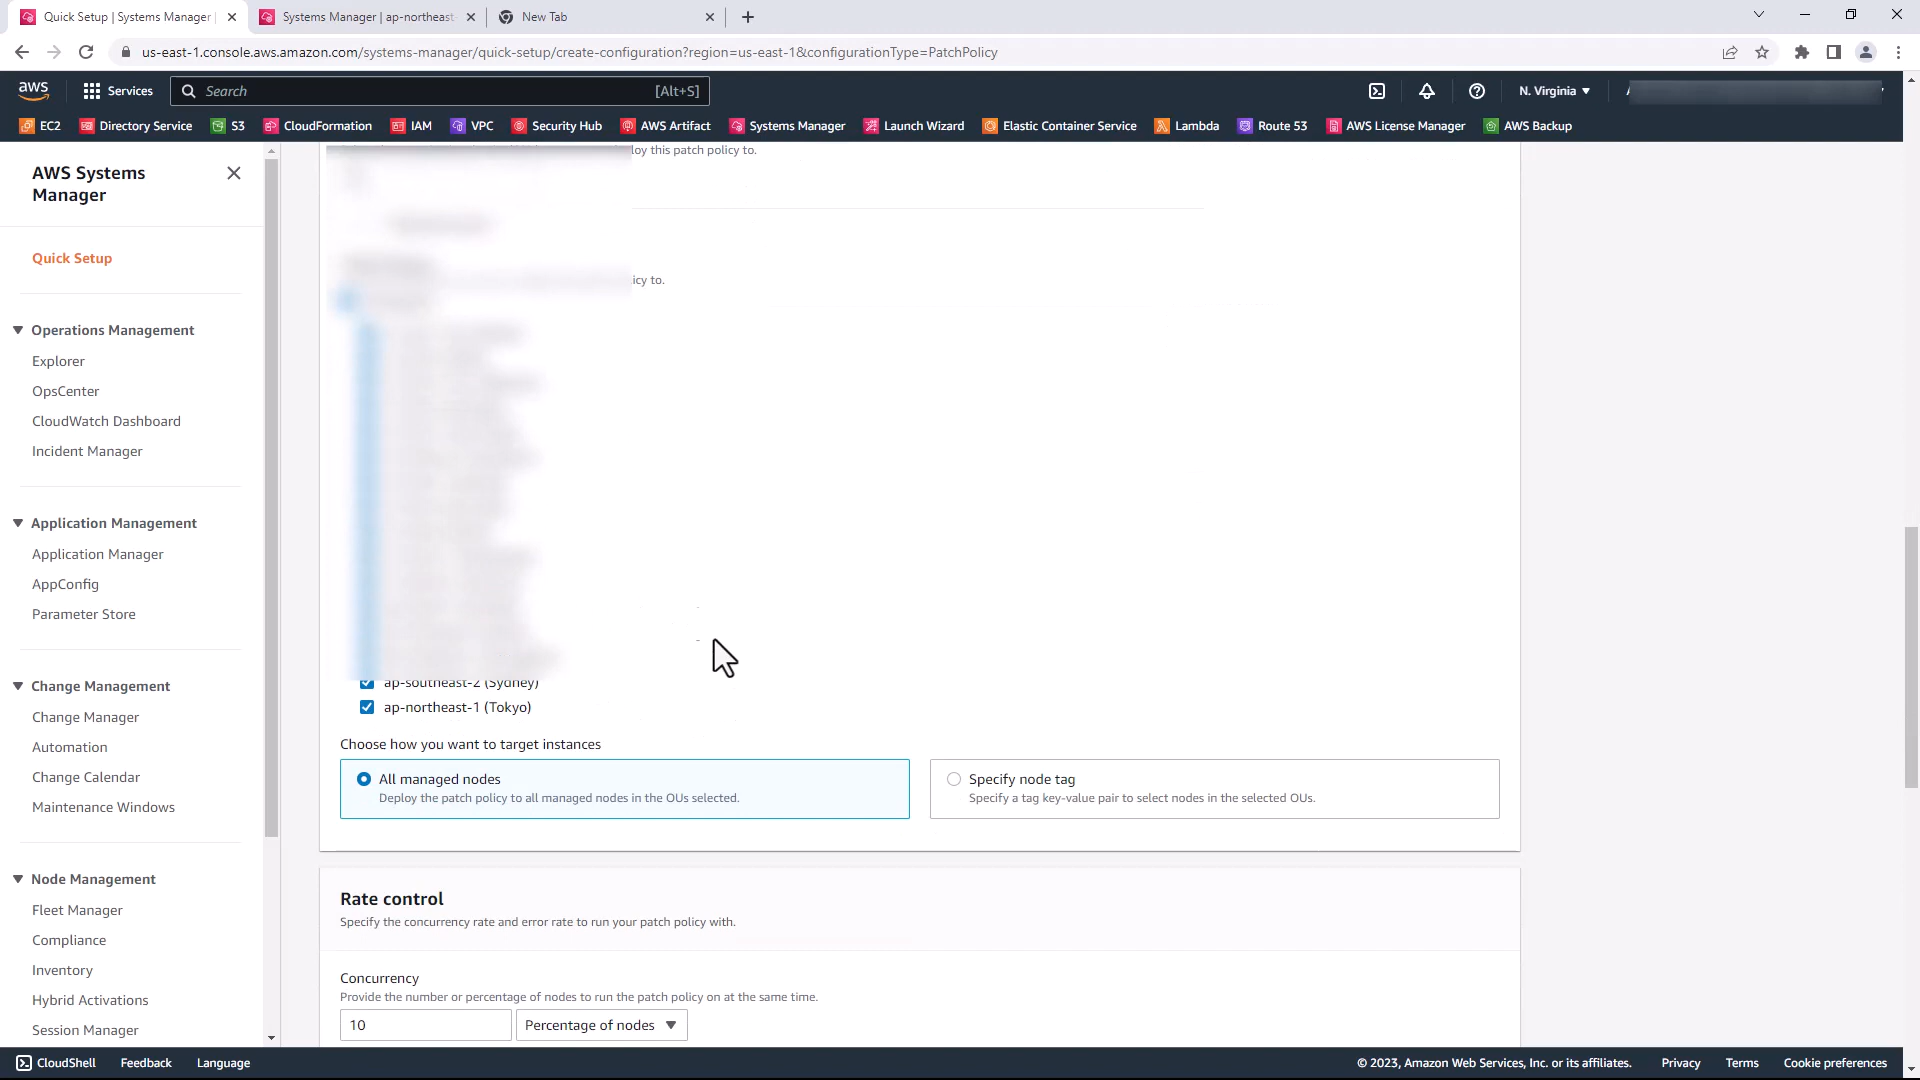 Quick Setup | Systems Manager
Systems Manager | ap-northeast-
New Tab
us-east-1.console.aws.amazon.com/systems-manager/quick-setup/create-configuration?region=us-east-1&configurationType=PatchPolicy
aws
Services
Search
[Alt+S]
N. Virginia
EC2
Directory Service
S3
CloudFormation
IAM
VPC
Security Hub
AWS Artifact
Systems Manager
Launch Wizard
Elastic Container Service
Lambda
Route 53
AWS License Manager
AWS Backup
AWS Systems
Manager
Quick Setup
Operations Management
Explorer
OpsCenter
CloudWatch Dashboard
Incident Manager
Application Management
Application Manager
AppConfig
Parameter Store
Change Management
Change Manager
Automation
Change Calendar
Maintenance Windows
Node Management
Fleet Manager
Compliance
Inventory
Hybrid Activations
Session Manager
loy this patch policy to.
icy to.
ap-southeast-2 (Sydney)
ap-northeast-1 (Tokyo)
Choose how you want to target instances
All managed nodes
Deploy the patch policy to all managed nodes in the OUs selected.
Specify node tag
Specify a tag key-value pair to select nodes in the selected OUs.
Rate control
Specify the concurrency rate and error rate to run your patch policy with.
Concurrency
Provide the number or percentage of nodes to run the patch policy on at the same time.
10
Percentage of nodes
CloudShell
Feedback
Language
© 2023, Amazon Web Services, Inc. or its affiliates.
Privacy
Terms
Cookie preferences